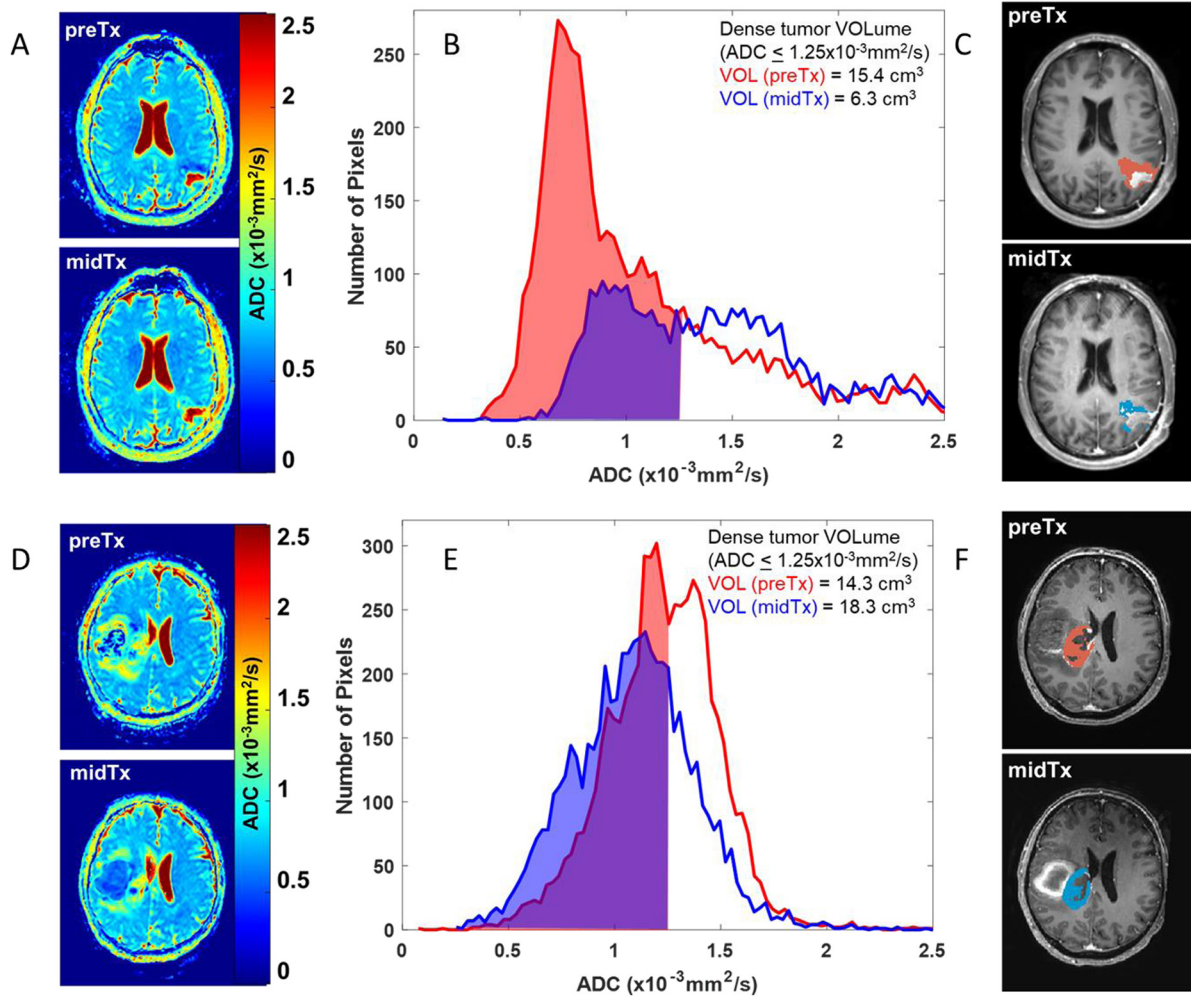 A
preTx
midTx
2.5
2
1.5
1
0.5
0
ADC (x10⁻³mm²/s)
B
Number of Pixels
250
200
150
100
50
0
0
0.5
1
1.5
2
2.5
ADC (x10⁻³mm²/s)
Dense tumor VOLume
(ADC ≤ 1.25x10⁻³mm²/s)
VOL (preTx) = 15.4 cm³
VOL (midTx) = 6.3 cm³
C
preTx
midTx
D
preTx
midTx
2.5
2
1.5
1
0.5
0
ADC (x10⁻³mm²/s)
E
Number of Pixels
300
250
200
150
100
50
0
0
0.5
1
1.5
2
2.5
ADC (x10⁻³mm²/s)
Dense tumor VOLume
(ADC ≤ 1.25x10⁻³mm²/s)
VOL (preTx) = 14.3 cm³
VOL (midTx) = 18.3 cm³
F
preTx
midTx